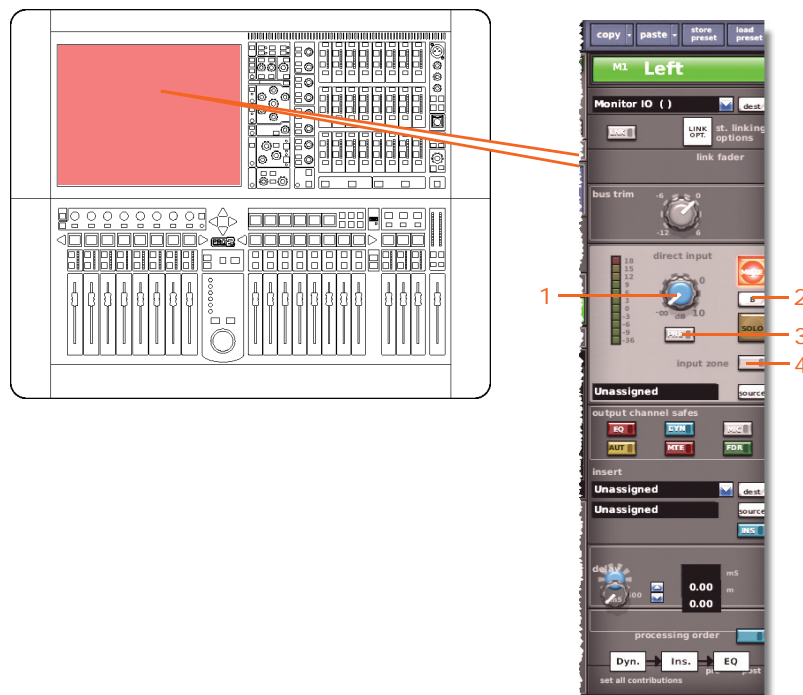 copy paste store preset load preset
M1 Left
Monitor IO ( ) dest
LINK LINK OPT. st. linking options
link fader
bus trim -6 0
-12 6
direct input
18
15
12
9
6
3
0
-3
-6
-9
-36
0
-∞ dB 10
1
2
3
4
SOLO
input zone
Unassigned source
output channel safes
EQ DYN MIC
AUT MTE FDR
insert
Unassigned dest
Unassigned source
INS
delay
mS
0.00 m
0.00
processing order
Dyn. Ins. EQ
set all contributions